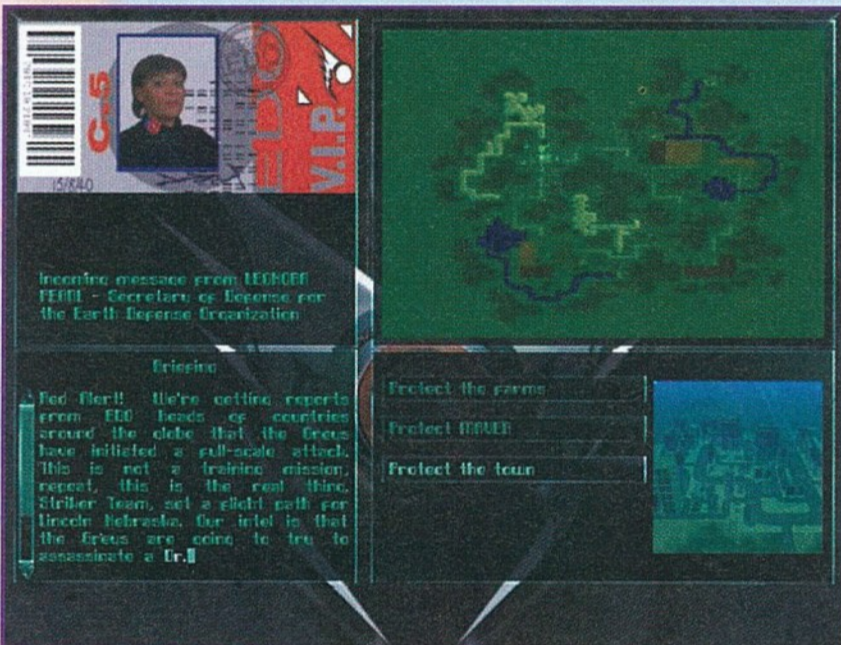 C.5
EDO
V.I.P.
15/8/40
Incoming message from LEONORA
PEARL - Secretary of Defense for
the Earth Defense Organization
Briefing
Red Alert! We're getting reports
from EDO heads of countries
around the globe that the Greys
have initiated a full-scale attack.
This is not a training mission,
repeat, this is the real thing.
Striker Team, set a flight path for
Lincoln Nebraska. Our intel is that
the Greys are going to try to
assassinate a Dr.
Protect the farms
Protect
Protect the town